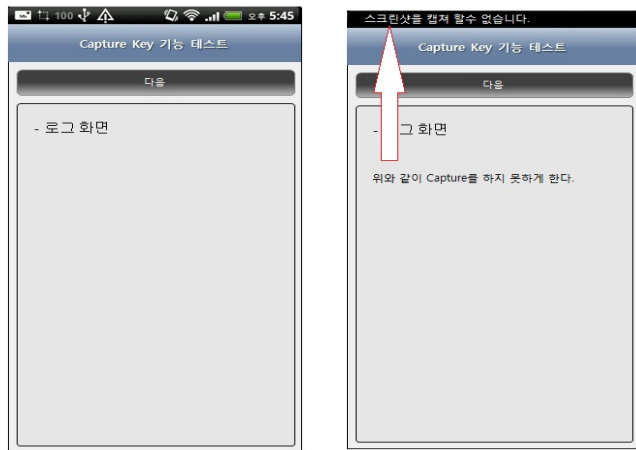 100 오후 5:45
Capture Key 기능 테스트
다음
- 로그 화면
스크린샷을 캡쳐 할수 없습니다.
Capture Key 기능 테스트
다음
- 그 화면
위와 같이 Capture를 하지 못하게 한다.